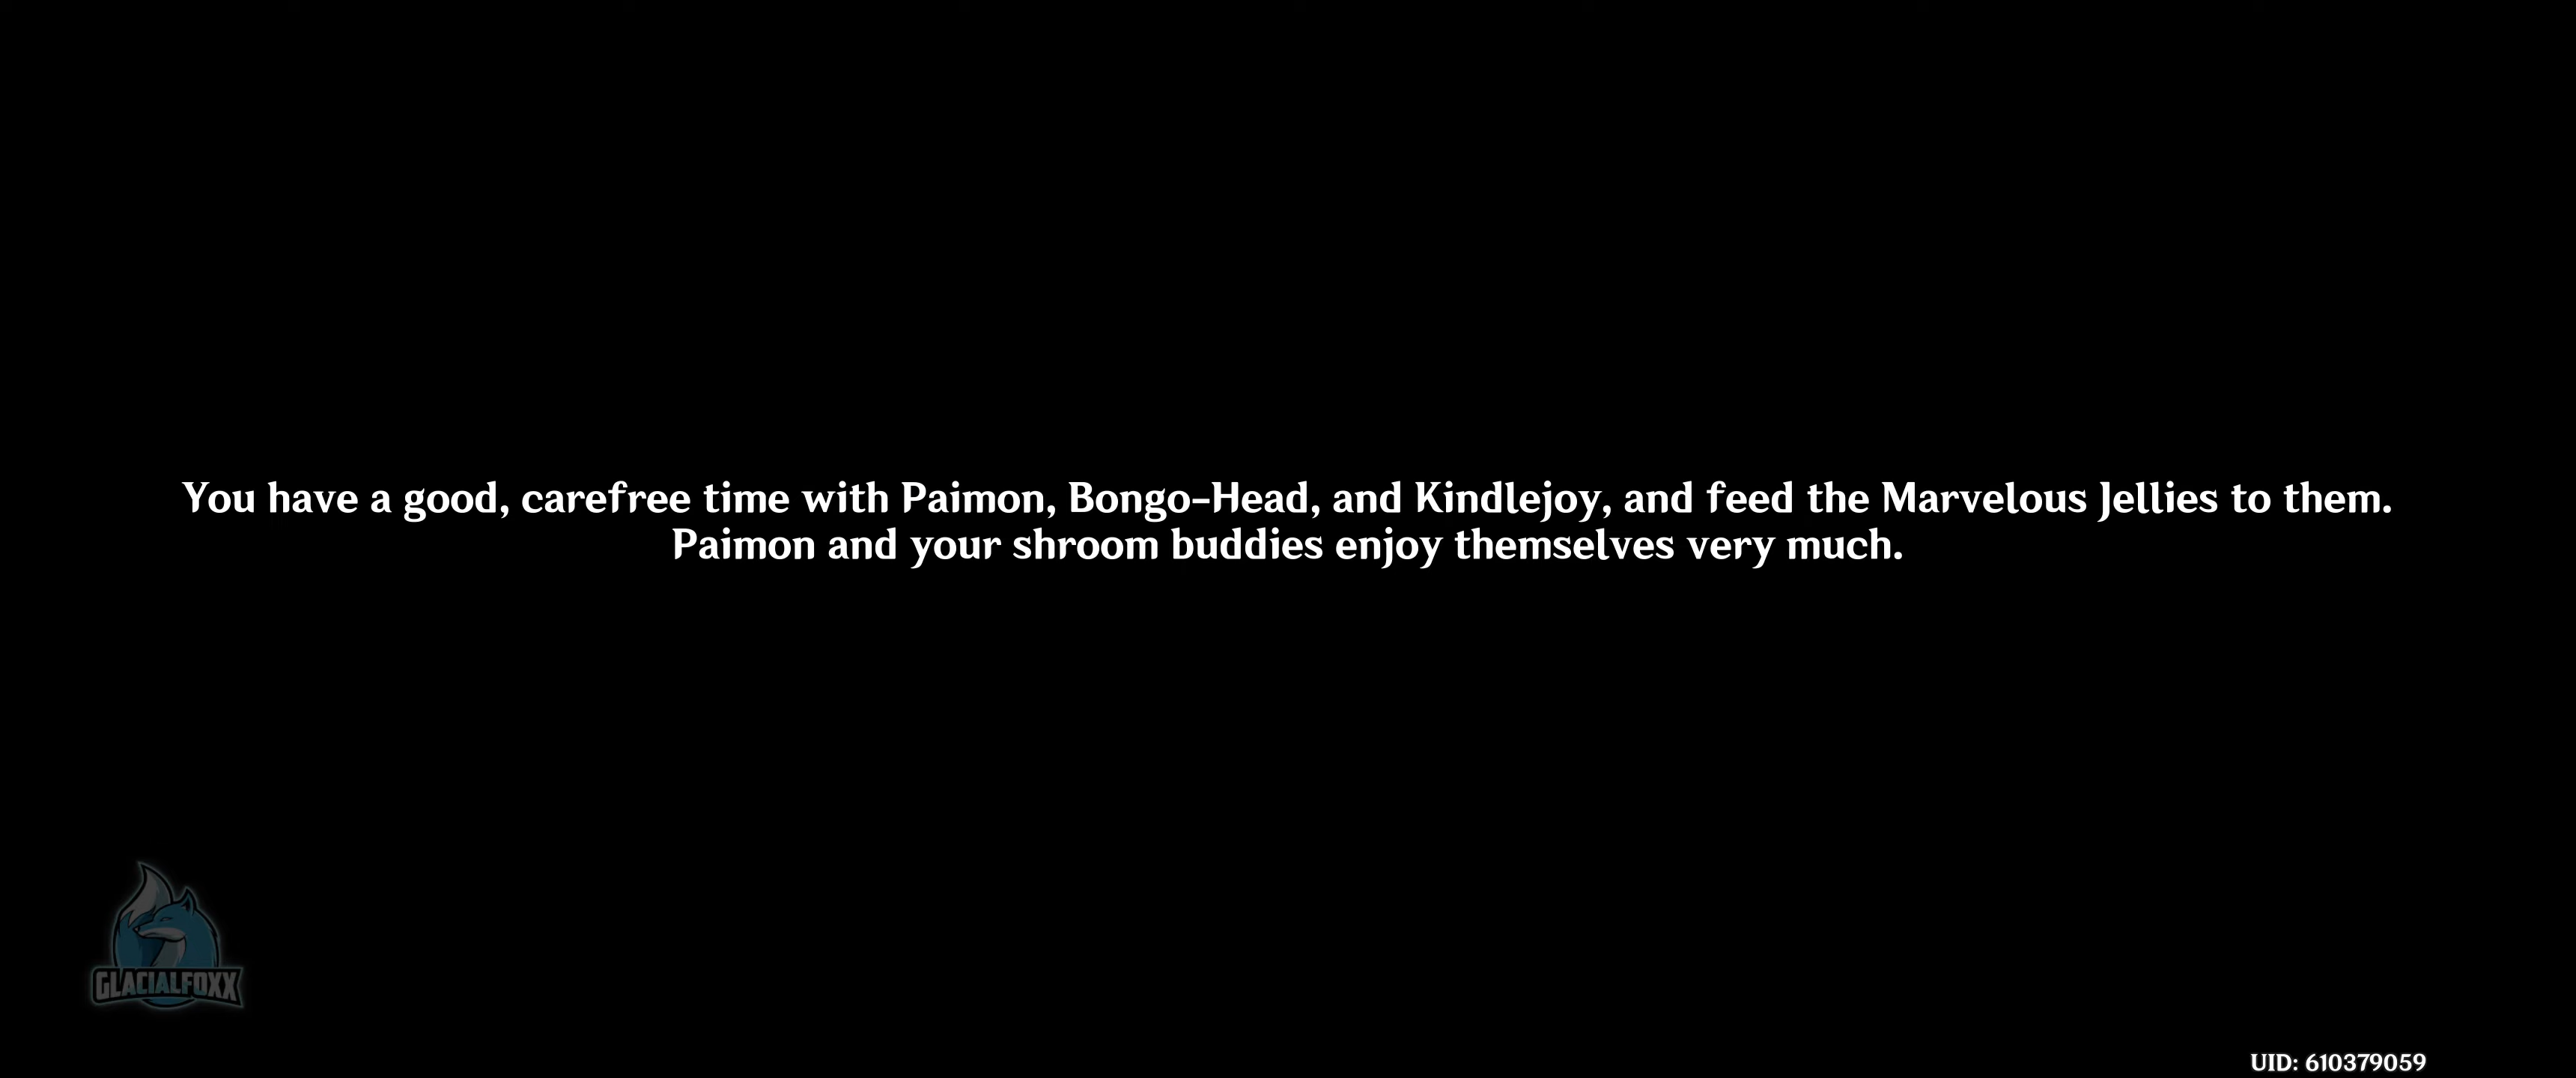 You have a good, carefree time with Paimon, Bongo-Head, and Kindlejoy, and feed the Marvelous Jellies to them.
Paimon and your shroom buddies enjoy themselves very much.
GLACIALFOXX
UID: 610379059